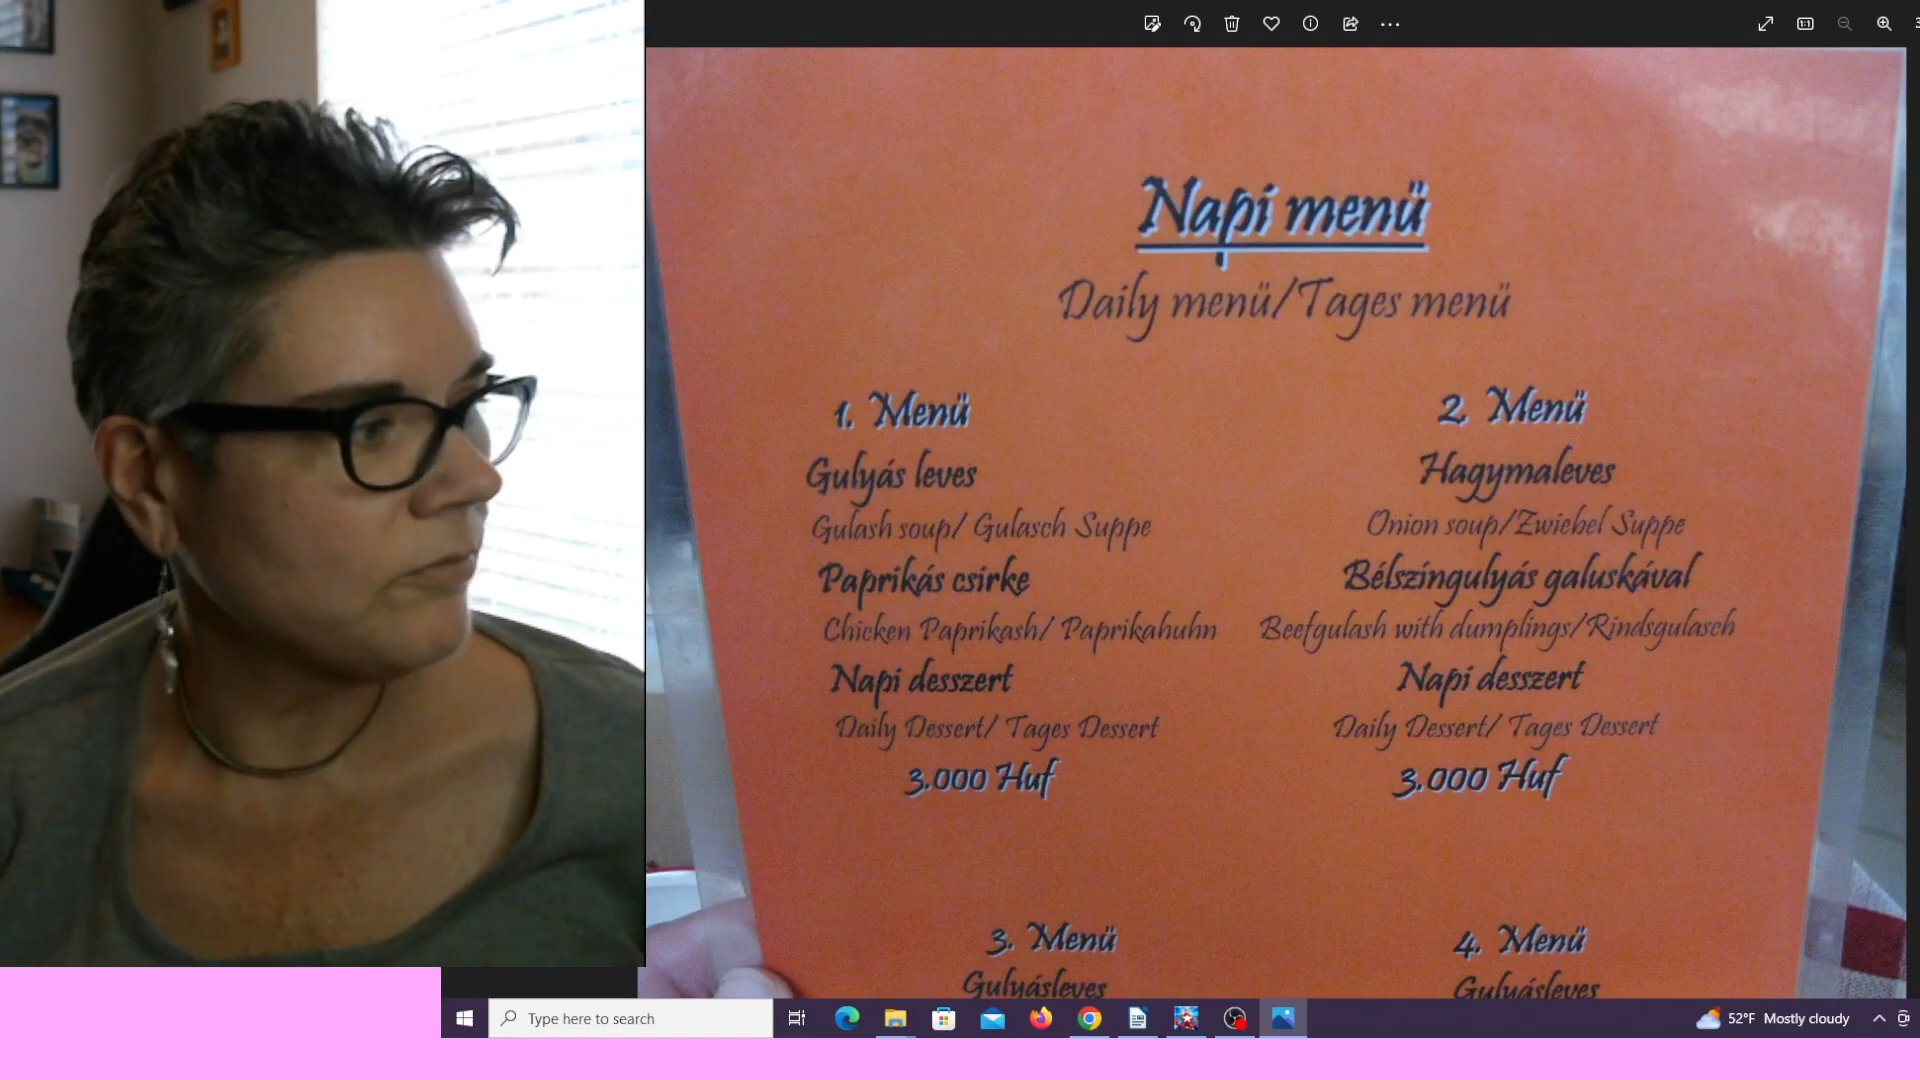 Napi menü
Daily menü/Tages menü
1. Menü
Gulyás leves
Gulash soup/ Gulasch Suppe
Paprikás csirke
Chicken Paprikash/ Paprikahuhn
Napi desszert
Daily Dessert/ Tages Dessert
3.000 Huf
2. Menü
Hagymaleves
Onion soup/Zwiebel Suppe
Bélszíngulyás galuskával
Beefgulash with dumplings/Rindsgulasch
Napi desszert
Daily Dessert/ Tages Dessert
3.000 Huf
3. Menü
Gulyásleves
4. Menü
Gulyásleves
Type here to search
52°F Mostly cloudy